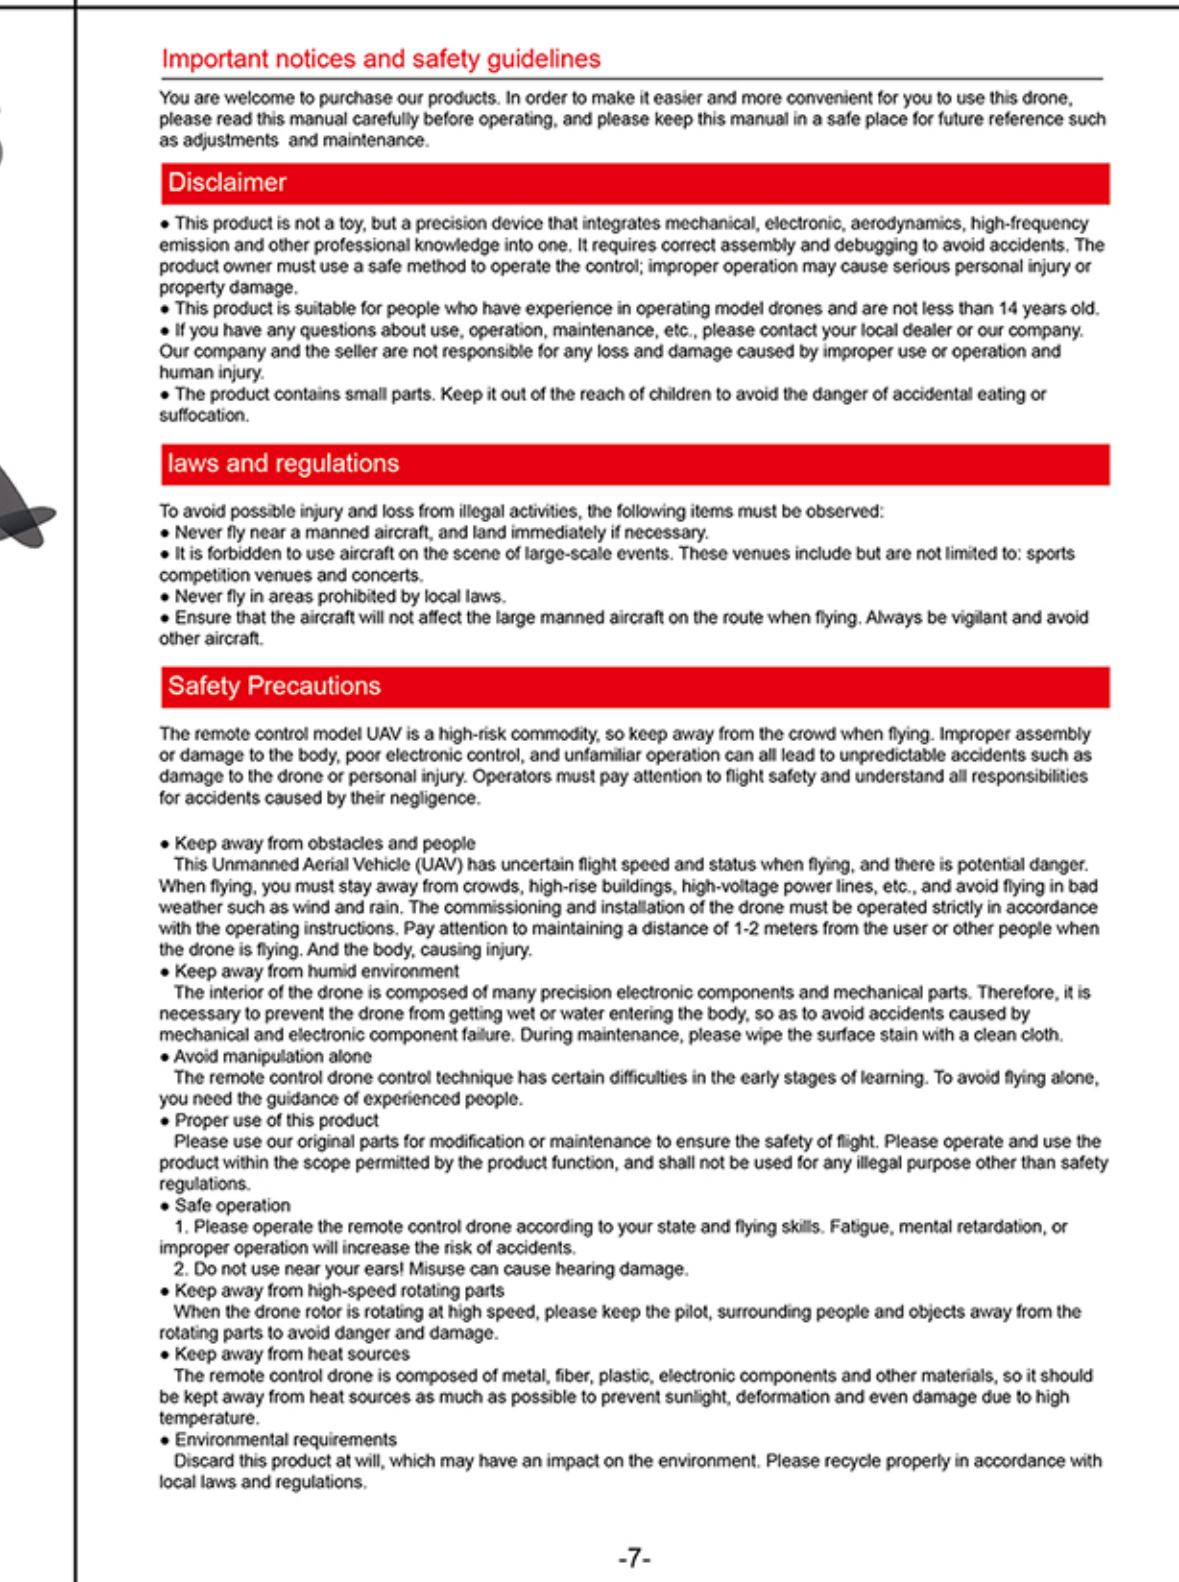 Important notices and safety guidelines
You are welcome to purchase our products. In order to make it easier and more convenient for you to use this drone,
please read this manual carefully before operating, and please keep this manual in a safe place for future reference such
as adjustments  and maintenance.
Disclaimer
● This product is not a toy, but a precision device that integrates mechanical, electronic, aerodynamics, high-frequency
emission and other professional knowledge into one. It requires correct assembly and debugging to avoid accidents. The
product owner must use a safe method to operate the control; improper operation may cause serious personal injury or
property damage.
● This product is suitable for people who have experience in operating model drones and are not less than 14 years old.
● If you have any questions about use, operation, maintenance, etc., please contact your local dealer or our company.
Our company and the seller are not responsible for any loss and damage caused by improper use or operation and
human injury.
● The product contains small parts. Keep it out of the reach of children to avoid the danger of accidental eating or
suffocation.
laws and regulations
To avoid possible injury and loss from illegal activities, the following items must be observed:
● Never fly near a manned aircraft, and land immediately if necessary.
● It is forbidden to use aircraft on the scene of large-scale events. These venues include but are not limited to: sports
competition venues and concerts.
● Never fly in areas prohibited by local laws.
● Ensure that the aircraft will not affect the large manned aircraft on the route when flying. Always be vigilant and avoid
other aircraft.
Safety Precautions
The remote control model UAV is a high-risk commodity, so keep away from the crowd when flying. Improper assembly
or damage to the body, poor electronic control, and unfamiliar operation can all lead to unpredictable accidents such as
damage to the drone or personal injury. Operators must pay attention to flight safety and understand all responsibilities
for accidents caused by their negligence.
● Keep away from obstacles and people
This Unmanned Aerial Vehicle (UAV) has uncertain flight speed and status when flying, and there is potential danger.
When flying, you must stay away from crowds, high-rise buildings, high-voltage power lines, etc., and avoid flying in bad
weather such as wind and rain. The commissioning and installation of the drone must be operated strictly in accordance
with the operating instructions. Pay attention to maintaining a distance of 1-2 meters from the user or other people when
the drone is flying. And the body, causing injury.
● Keep away from humid environment
The interior of the drone is composed of many precision electronic components and mechanical parts. Therefore, it is
necessary to prevent the drone from getting wet or water entering the body, so as to avoid accidents caused by
mechanical and electronic component failure. During maintenance, please wipe the surface stain with a clean cloth.
● Avoid manipulation alone
The remote control drone control technique has certain difficulties in the early stages of learning. To avoid flying alone,
you need the guidance of experienced people.
● Proper use of this product
Please use our original parts for modification or maintenance to ensure the safety of flight. Please operate and use the
product within the scope permitted by the product function, and shall not be used for any illegal purpose other than safety
regulations.
● Safe operation
1. Please operate the remote control drone according to your state and flying skills. Fatigue, mental retardation, or
improper operation will increase the risk of accidents.
2. Do not use near your ears! Misuse can cause hearing damage.
● Keep away from high-speed rotating parts
When the drone rotor is rotating at high speed, please keep the pilot, surrounding people and objects away from the
rotating parts to avoid danger and damage.
● Keep away from heat sources
The remote control drone is composed of metal, fiber, plastic, electronic components and other materials, so it should
be kept away from heat sources as much as possible to prevent sunlight, deformation and even damage due to high
temperature.
● Environmental requirements
Discard this product at will, which may have an impact on the environment. Please recycle properly in accordance with
local laws and regulations.
-7-